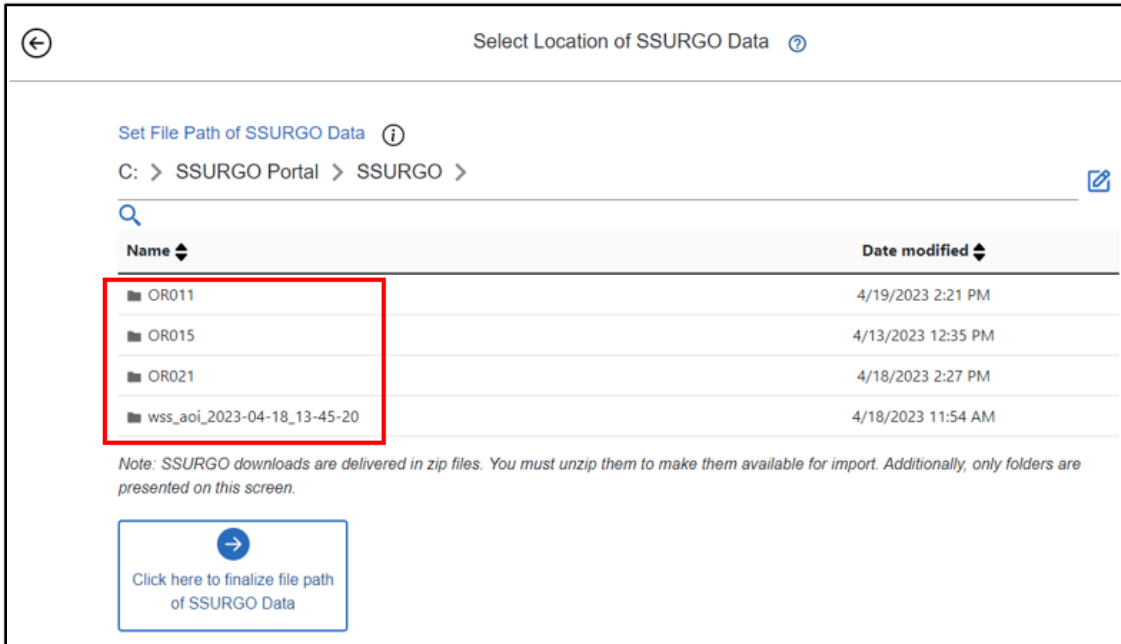 Select Location of SSURGO Data
Set File Path of SSURGO Data
C: > SSURGO Portal > SSURGO >
Name Date modified
OR011 4/19/2023 2:21 PM
OR015 4/13/2023 12:35 PM
OR021 4/18/2023 2:27 PM
wss_aoi_2023-04-18_13-45-20 4/18/2023 11:54 AM
Note: SSURGO downloads are delivered in zip files. You must unzip them to make them available for import. Additionally, only folders are
presented on this screen.
Click here to finalize file path
of SSURGO Data